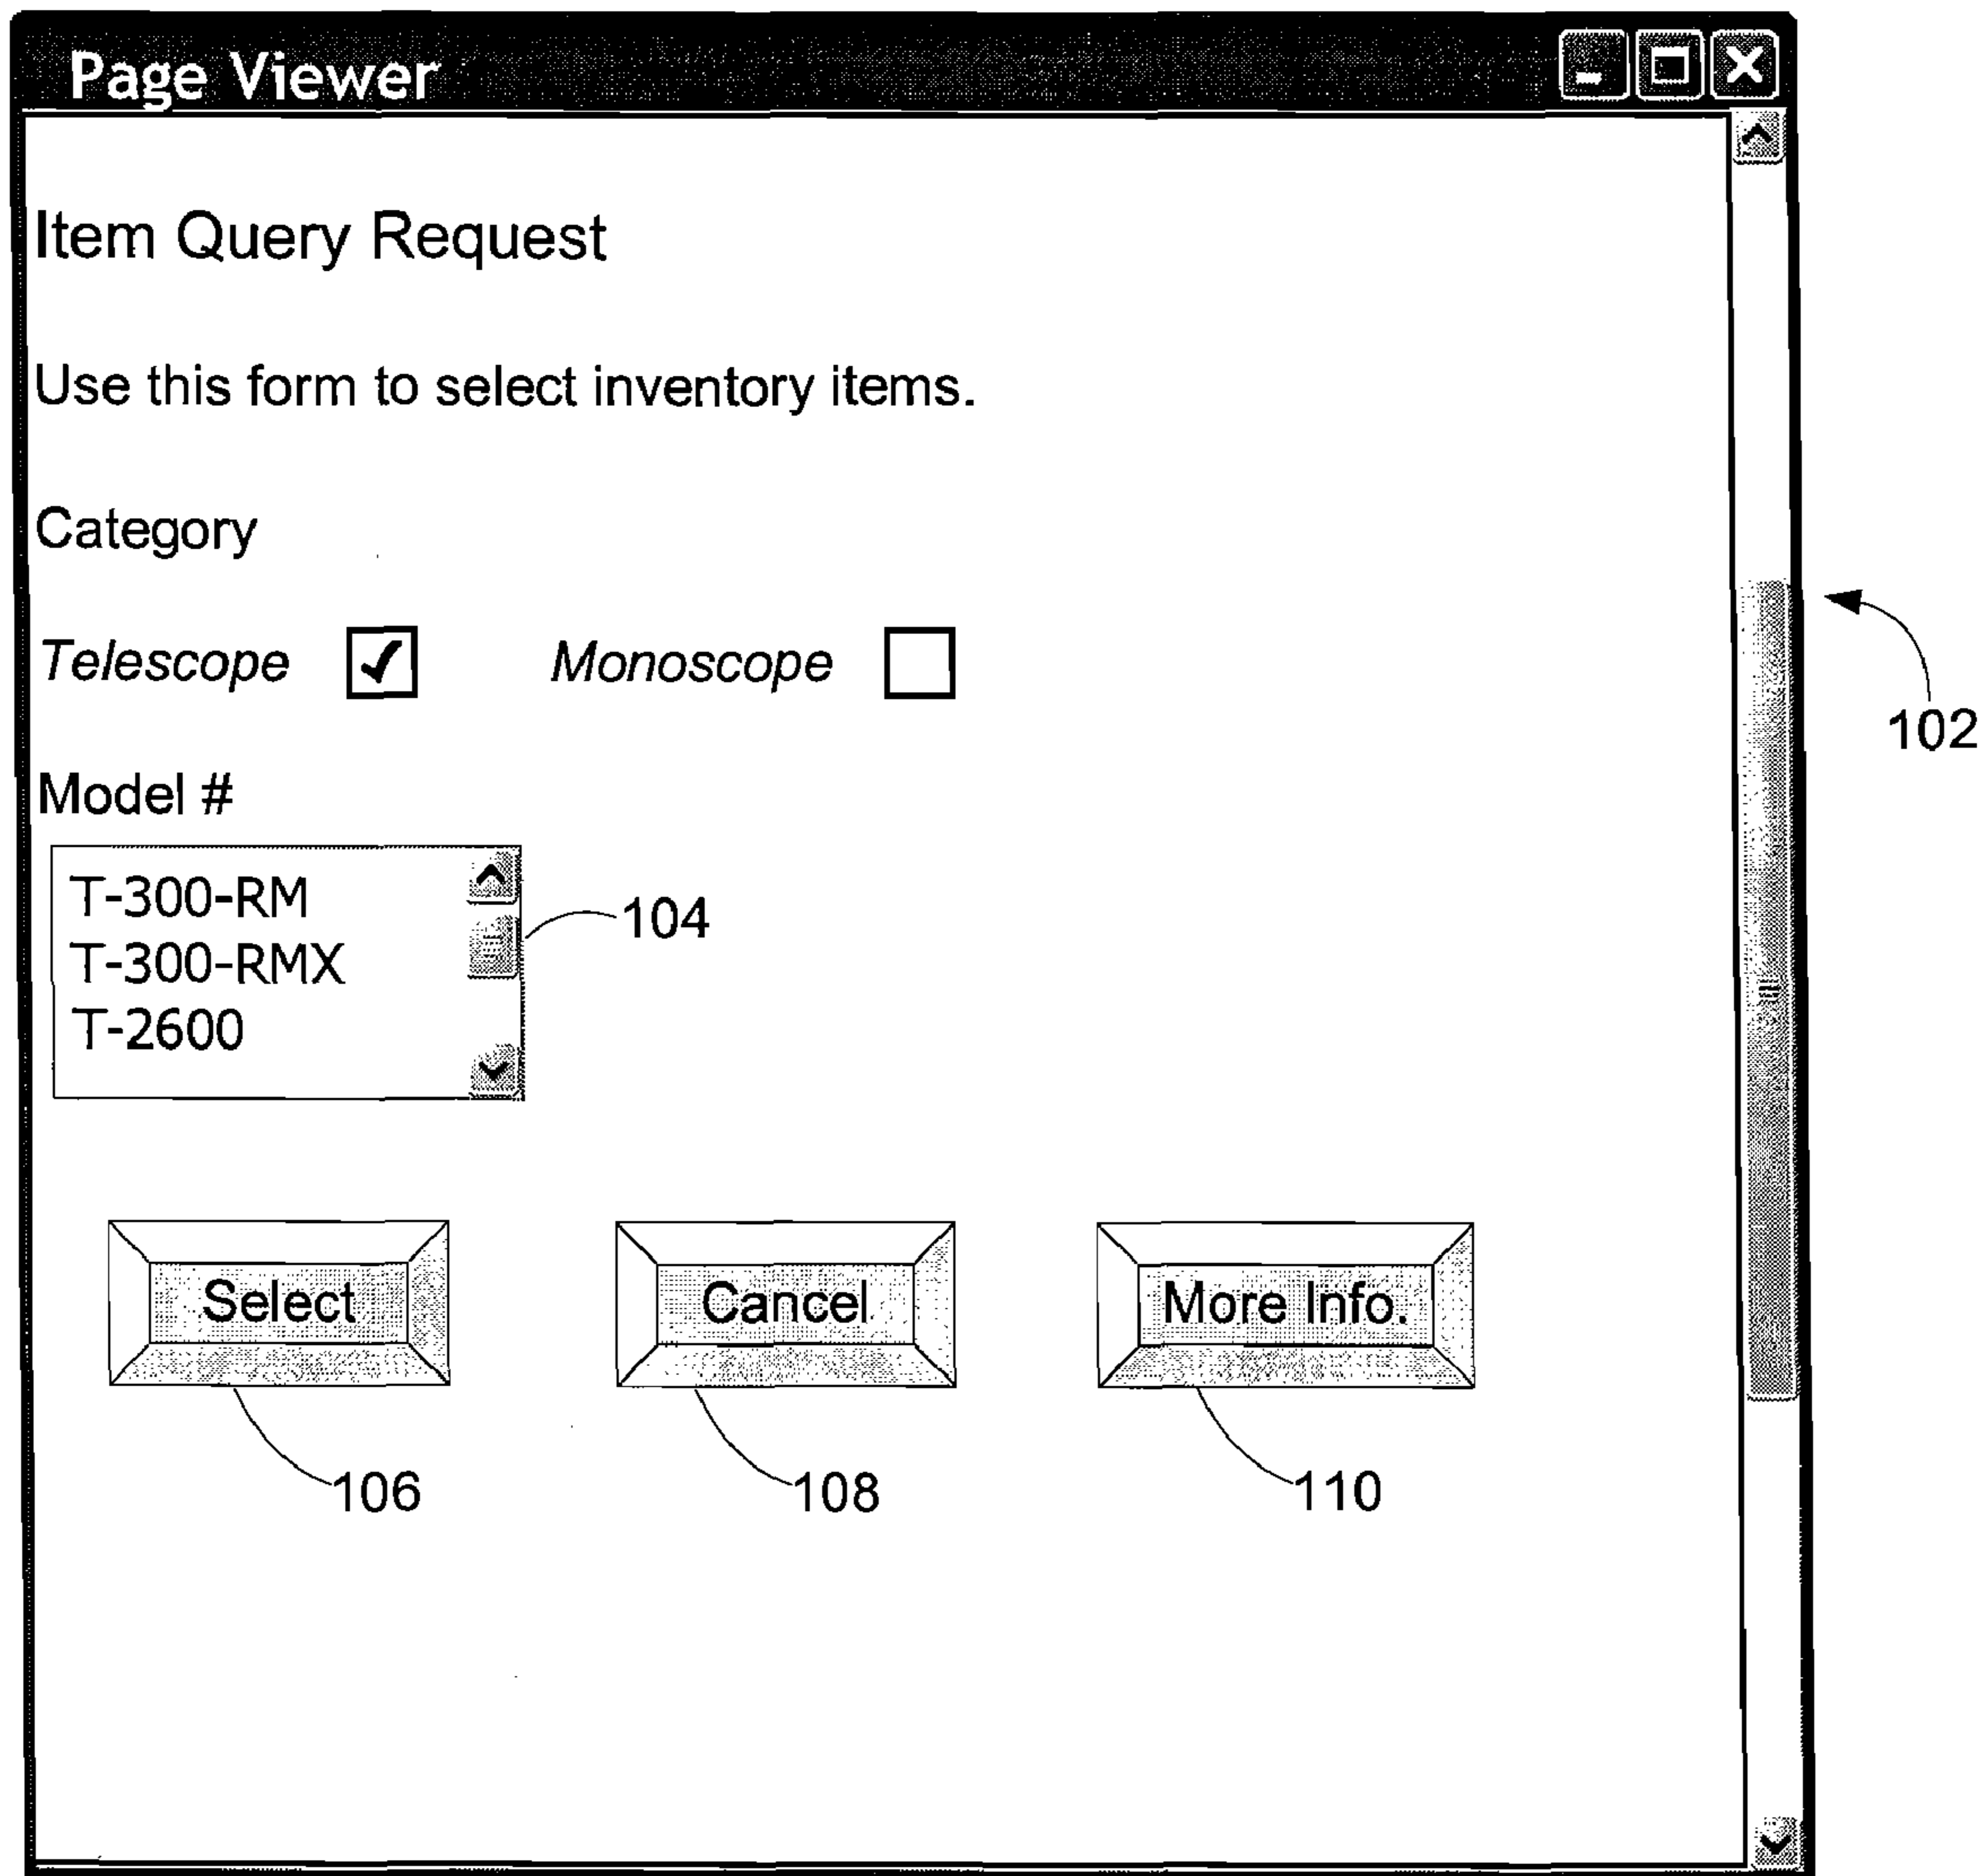 Page Viewer
Item Query Request
Use this form to select inventory items.
Category
Telescope Monoscope
102
Model #
T-300-RM
104
T-300-RMX
T-2600
Select Cancel More Info.
106 108 110